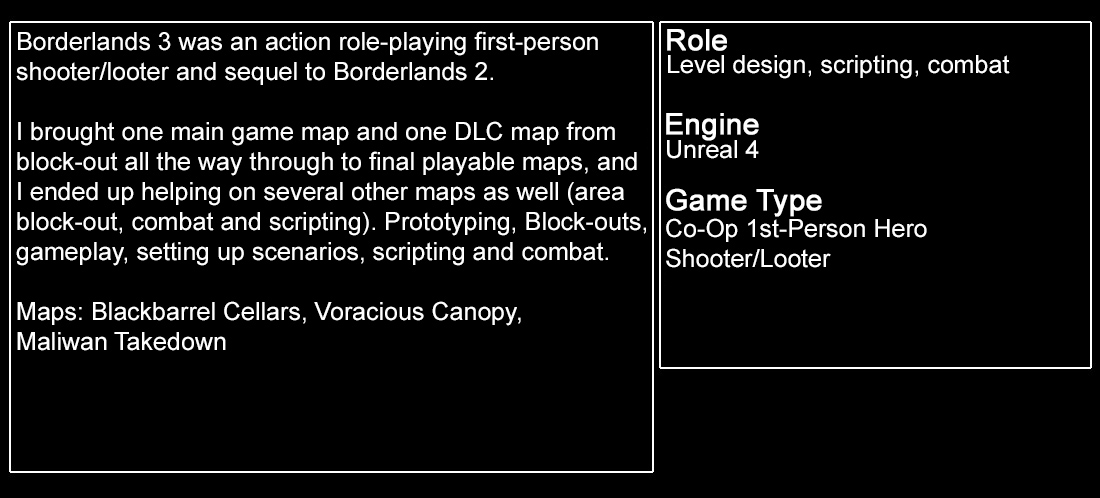 Borderlands 3 was an action role-playing first-person
shooter/looter and sequel to Borderlands 2.
I brought one main game map and one DLC map from
block-out all the way through to final playable maps, and
I ended up helping on several other maps as well (area
block-out, combat and scripting). Prototyping, Block-outs,
gameplay, setting up scenarios, scripting and combat.
Maps: Blackbarrel Cellars, Voracious Canopy,
Maliwan Takedown
Role
Level design, scripting, combat
Engine
Unreal 4
Game Type
Co-Op 1st-Person Hero
Shooter/Looter